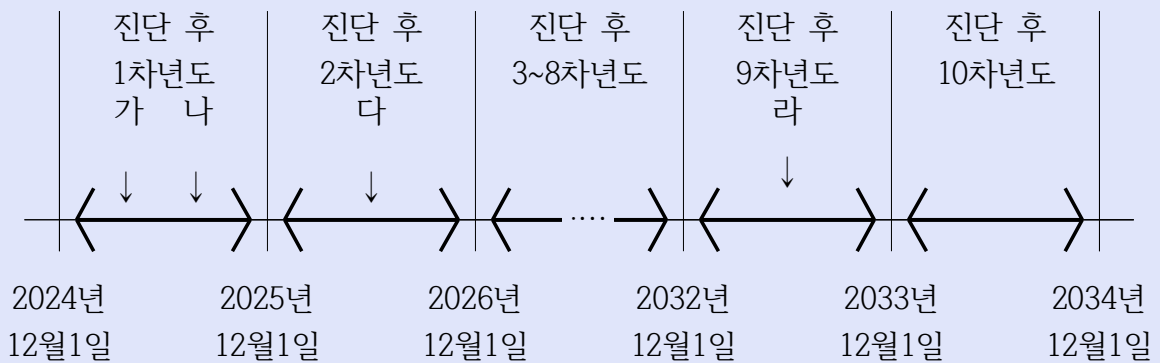 진단 후 진단 후 진단 후 진단 후 진단 후
1차년도 2차년도 3~8차년도 9차년도 10차년도
가 나 다 라
↓ ↓ ↓ ↓
....
2024년 2025년 2026년 2032년 2033년 2034년
12월1일 12월1일 12월1일 12월1일 12월1일 12월1일